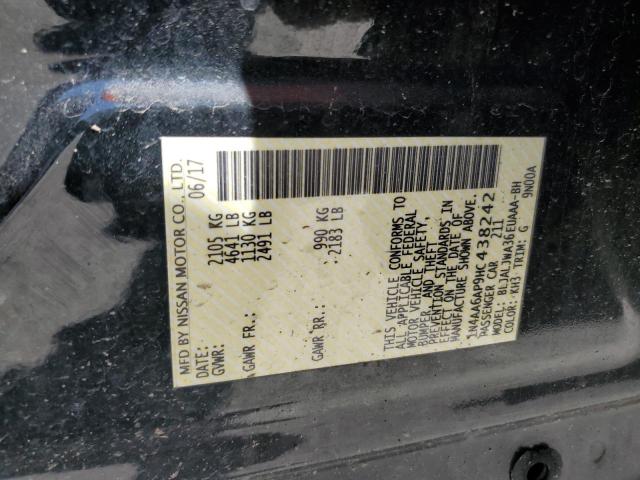 MFD BY NISSAN MOTOR CO., LTD.
DATE: 06/17
GVWR: 2105 KG
4641 LB
GAWR FR.: 1130 KG
2491 LB
GAWR RR.: 990 KG
2183 LB
THIS VEHICLE CONFORMS TO
ALL APPLICABLE FEDERAL
MOTOR VEHICLE SAFETY,
BUMPER, AND THEFT
PREVENTION STANDARDS IN
EFFECT ON THE DATE OF
MANUFACTURE SHOWN ABOVE.
1N4AA6AP9HC438242
PASSENGER CAR 211
MODEL: BLJALJWA36EUAAA-BH
COLOR: KH3 TRIM: G 9N00A